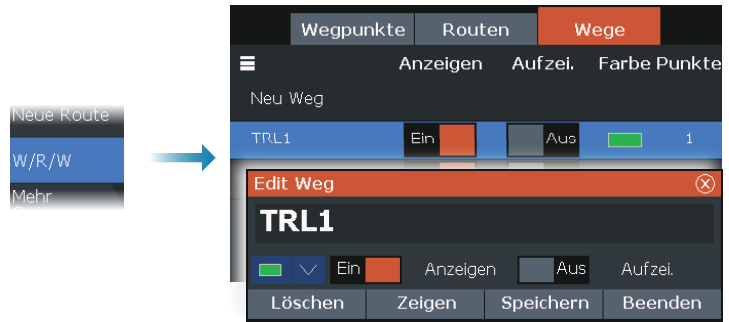 Wegpunkte Routen Wege
Anzeigen Aufzei. Farbe Punkte
Neu Weg
TRL1 Ein Aus 1
Neue Route
W/R/W
Mehr
Edit Weg
TRL1
Ein Anzeigen Aus Aufzei.
Löschen Zeigen Speichern Beenden